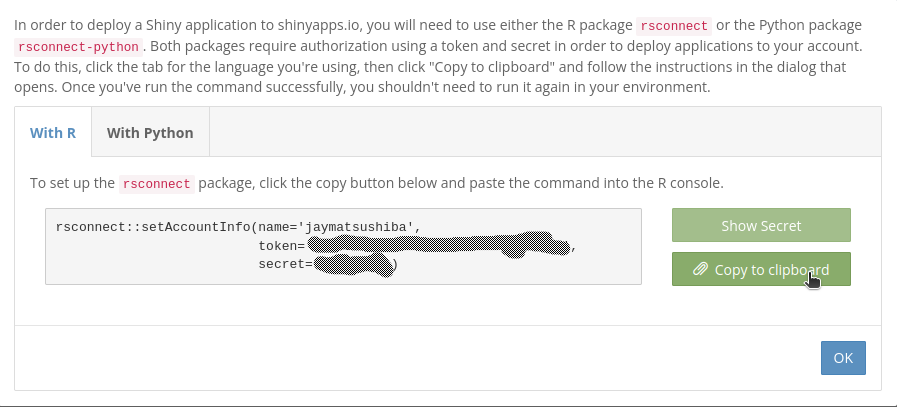 In order to deploy a Shiny application to shinyapps.io, you will need to use either the R package rsconnect or the Python package
rsconnect-python. Both packages require authorization using a token and secret in order to deploy applications to your account.
To do this, click the tab for the language you're using, then click "Copy to clipboard" and follow the instructions in the dialog that
opens. Once you've run the command successfully, you shouldn't need to run it again in your environment.
With R With Python
To set up the rsconnect package, click the copy button below and paste the command into the R console.
rsconnect::setAccountInfo(name='jaymatsushiba',
token= ,
secret= )
Show Secret
Copy to clipboard
OK